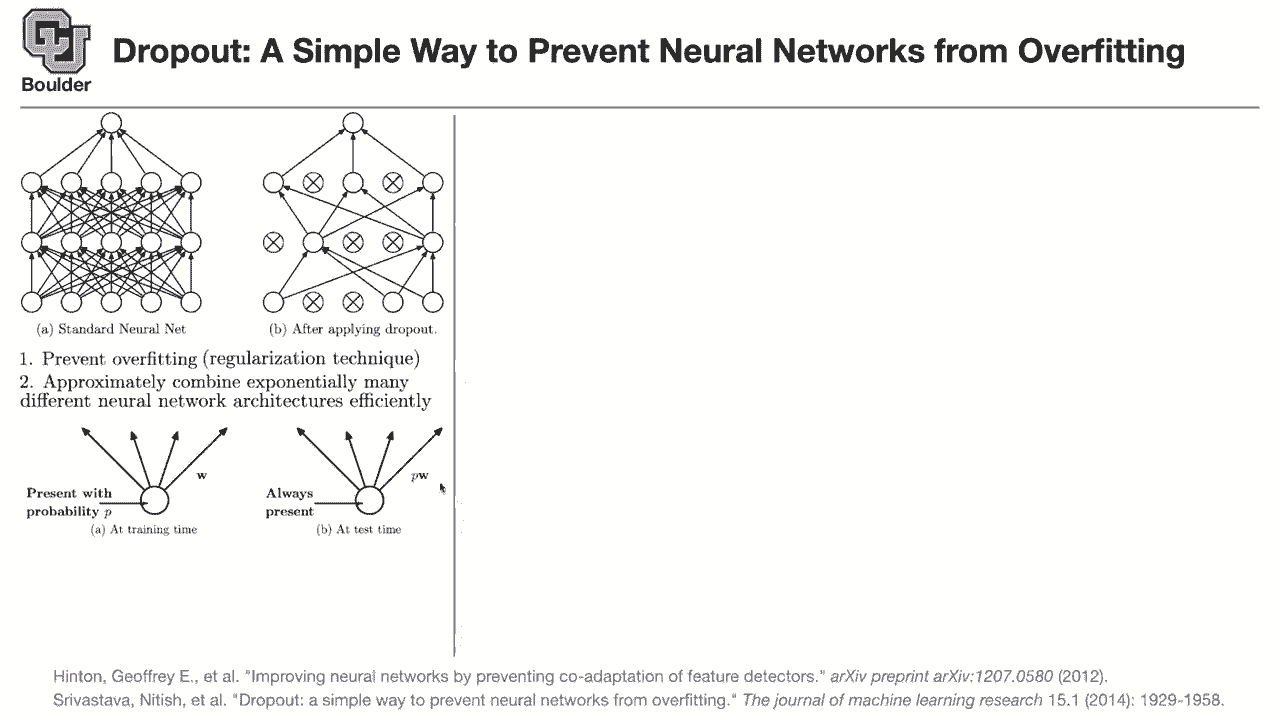 Boulder
Dropout: A Simple Way to Prevent Neural Networks from Overfitting
(a) Standard Neural Net
(b) After applying dropout.
1. Prevent overfitting (regularization technique)
2. Approximately combine exponentially many
different neural network architectures efficiently
Present with
probability p
w
(a) At training time
Always
present
pw
(b) At test time
Hinton, Geoffrey E., et al. "Improving neural networks by preventing co-adaptation of feature detectors." arXiv preprint arXiv:1207.0580 (2012).
Srivastava, Nitish, et al. "Dropout: a simple way to prevent neural networks from overfitting." The journal of machine learning research 15.1 (2014): 1929-1958.